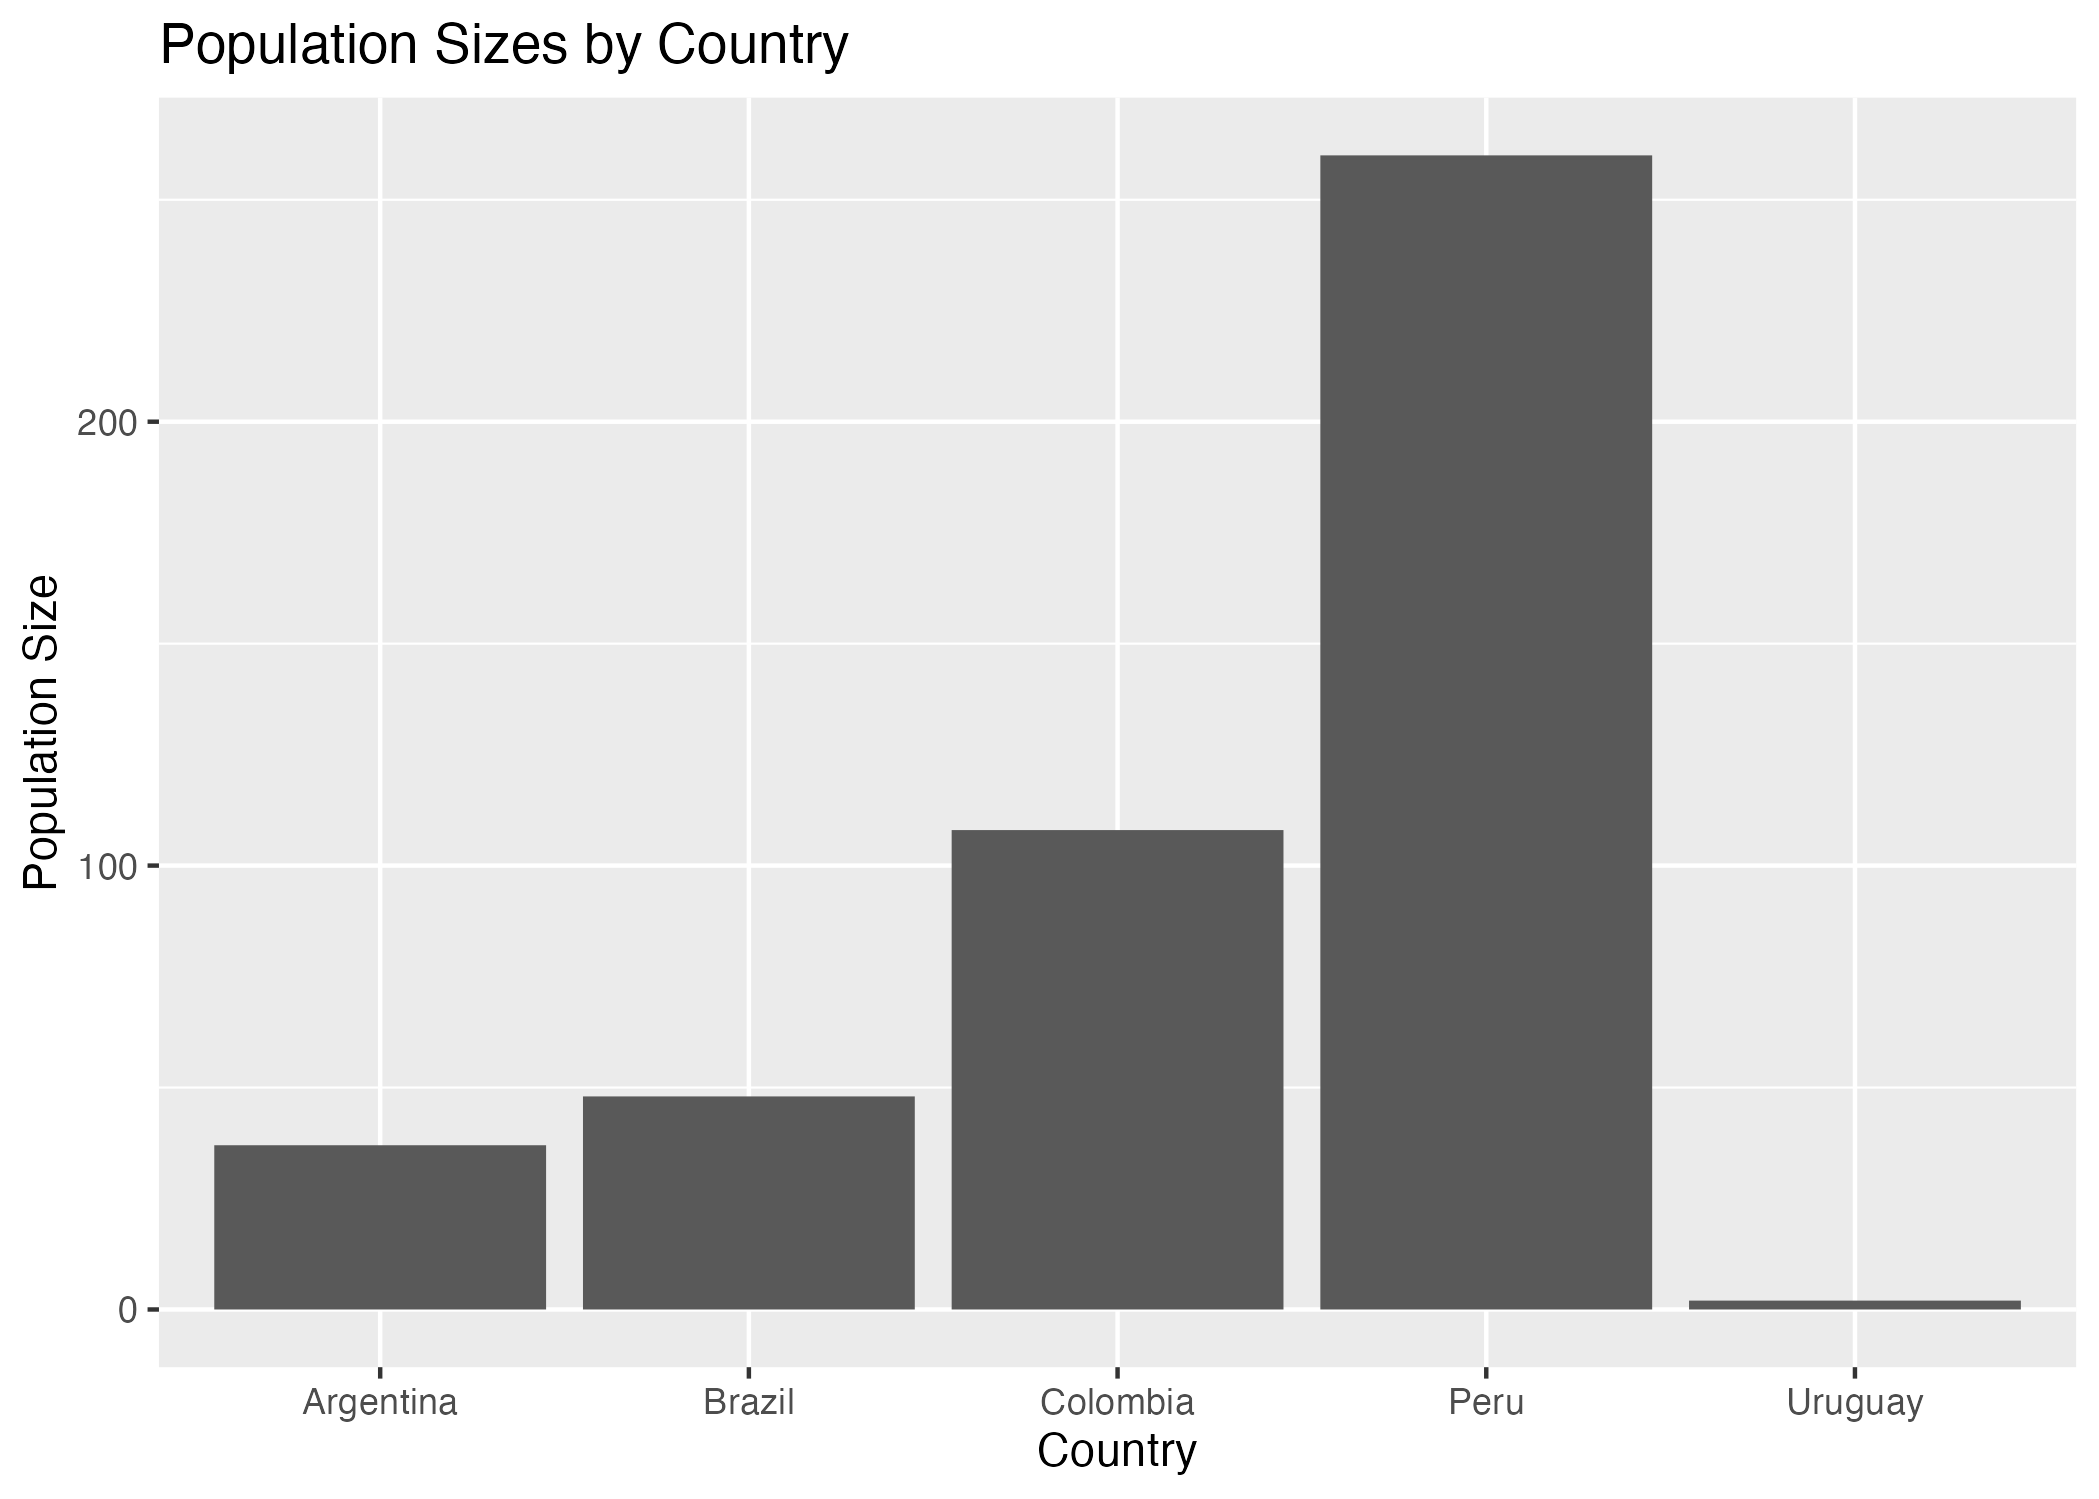 Population Sizes by Country
Population Size
200
100
0
Argentina Brazil Colombia Peru Uruguay
Country